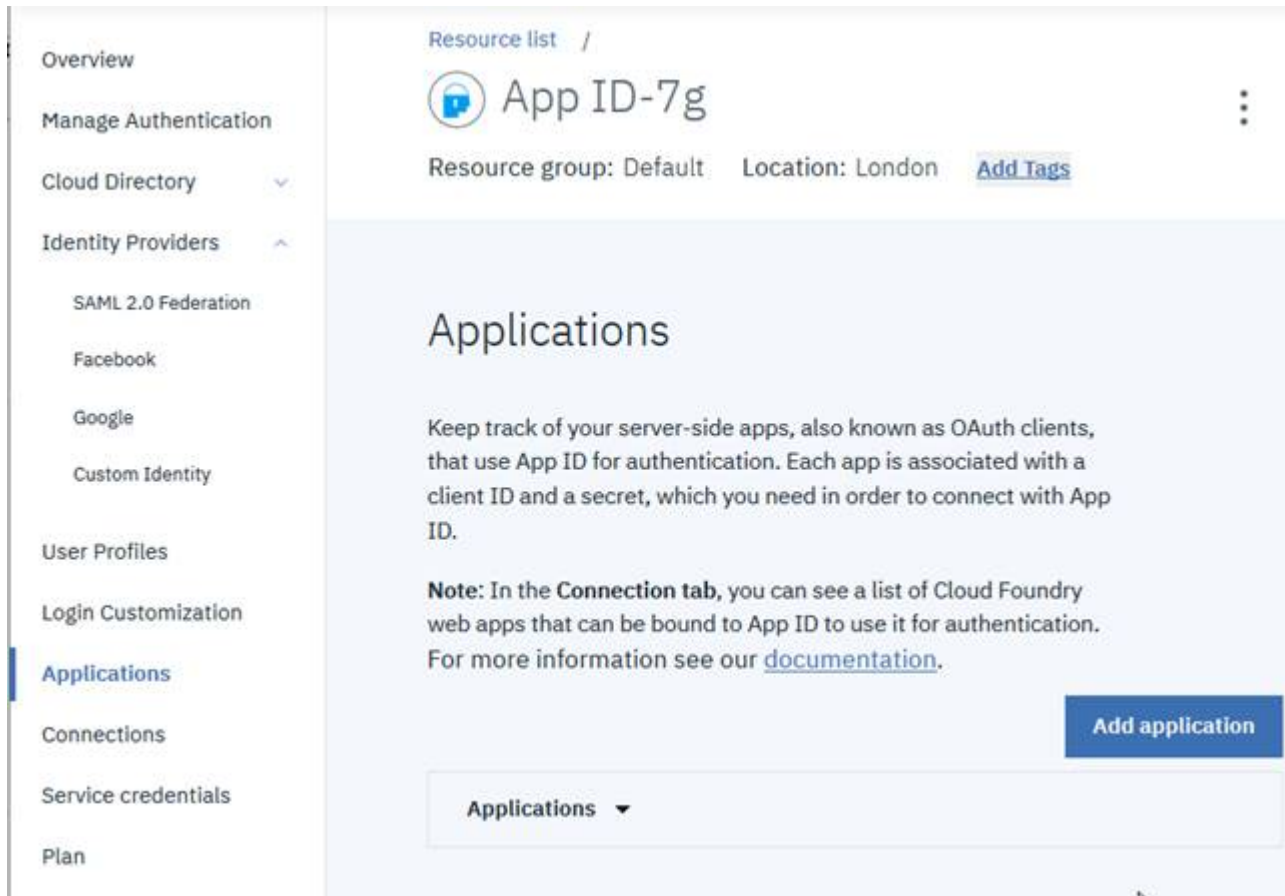 Overview
Manage Authentication
Cloud Directory
Identity Providers
SAML 2.0 Federation
Facebook
Google
Custom Identity
User Profiles
Login Customization
Applications
Connections
Service credentials
Plan
Resource list /
App ID-7g
Resource group: Default Location: London Add Tags
Applications
Keep track of your server-side apps, also known as OAuth clients,
that use App ID for authentication. Each app is associated with a
client ID and a secret, which you need in order to connect with App
ID.
Note: In the Connection tab, you can see a list of Cloud Foundry
web apps that can be bound to App ID to use it for authentication.
For more information see our documentation.
Add application
Applications